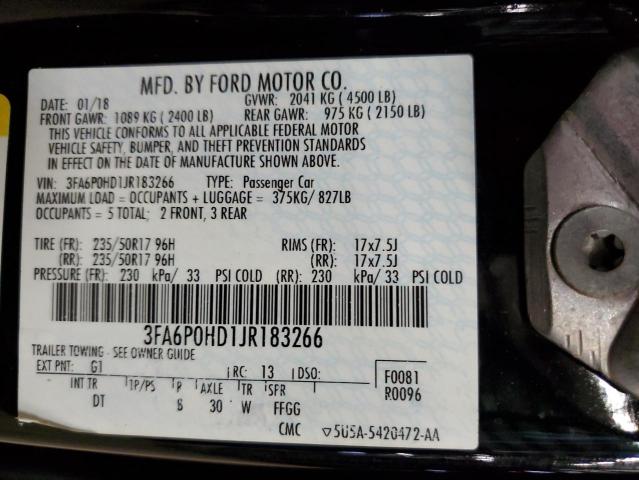 MFD. BY FORD MOTOR CO.
DATE: 01/18 GVWR: 2041 KG ( 4500 LB)
FRONT GAWR: 1089 KG ( 2400 LB) REAR GAWR: 975 KG ( 2150 LB)
THIS VEHICLE CONFORMS TO ALL APPLICABLE FEDERAL MOTOR
VEHICLE SAFETY, BUMPER, AND THEFT PREVENTION STANDARDS
IN EFFECT ON THE DATE OF MANUFACTURE SHOWN ABOVE.
VIN: 3FA6P0HD1JR183266 TYPE: Passenger Car
MAXIMUM LOAD = OCCUPANTS + LUGGAGE = 375KG/ 827LB
OCCUPANTS = 5 TOTAL; 2 FRONT, 3 REAR
TIRE (FR): 235/50R17 96H RIMS (FR): 17x7.5J
(RR): 235/50R17 96H (RR): 17x7.5J
PRESSURE (FR): 230 kPa/ 33 PSI COLD (RR): 230 kPa/ 33 PSI COLD
3FA6P0HD1JR183266
TRAILER TOWING - SEE OWNER GUIDE
EXT PNT: G1 RC: 13 DSO: F0081
INT TR TP/PS R AXLE TR SFR R0096
DT B 30 W FFGG
CMC ▽5U5A-5420472-AA